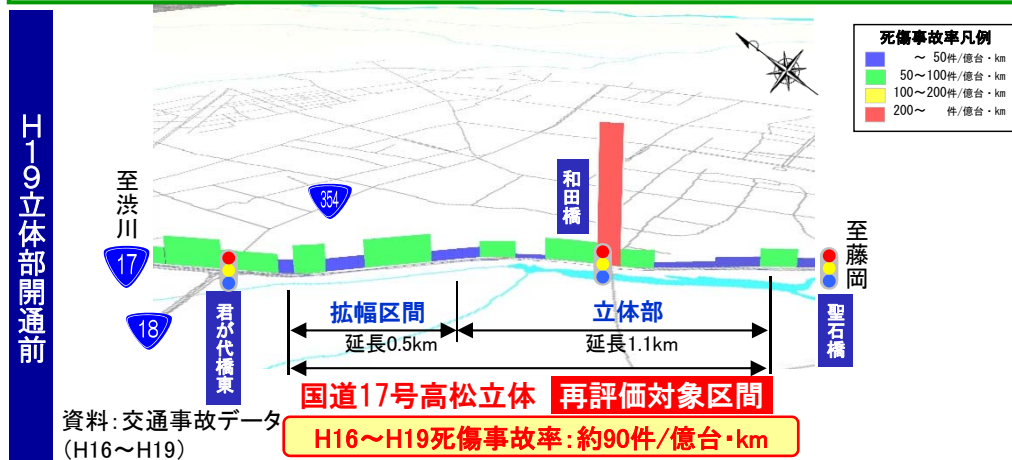 H19立体部開通前
死傷事故率凡例
～ 50件/億台・km
50～100件/億台・km
100～200件/億台・km
200～ 件/億台・km
至渋川
17
18
354
君が代橋東
和田橋
至藤岡
聖石橋
拡幅区間
延長0.5km
立体部
延長1.1km
国道17号高松立体 再評価対象区間
H16～H19死傷事故率：約90件/億台・km
資料：交通事故データ
(H16～H19)